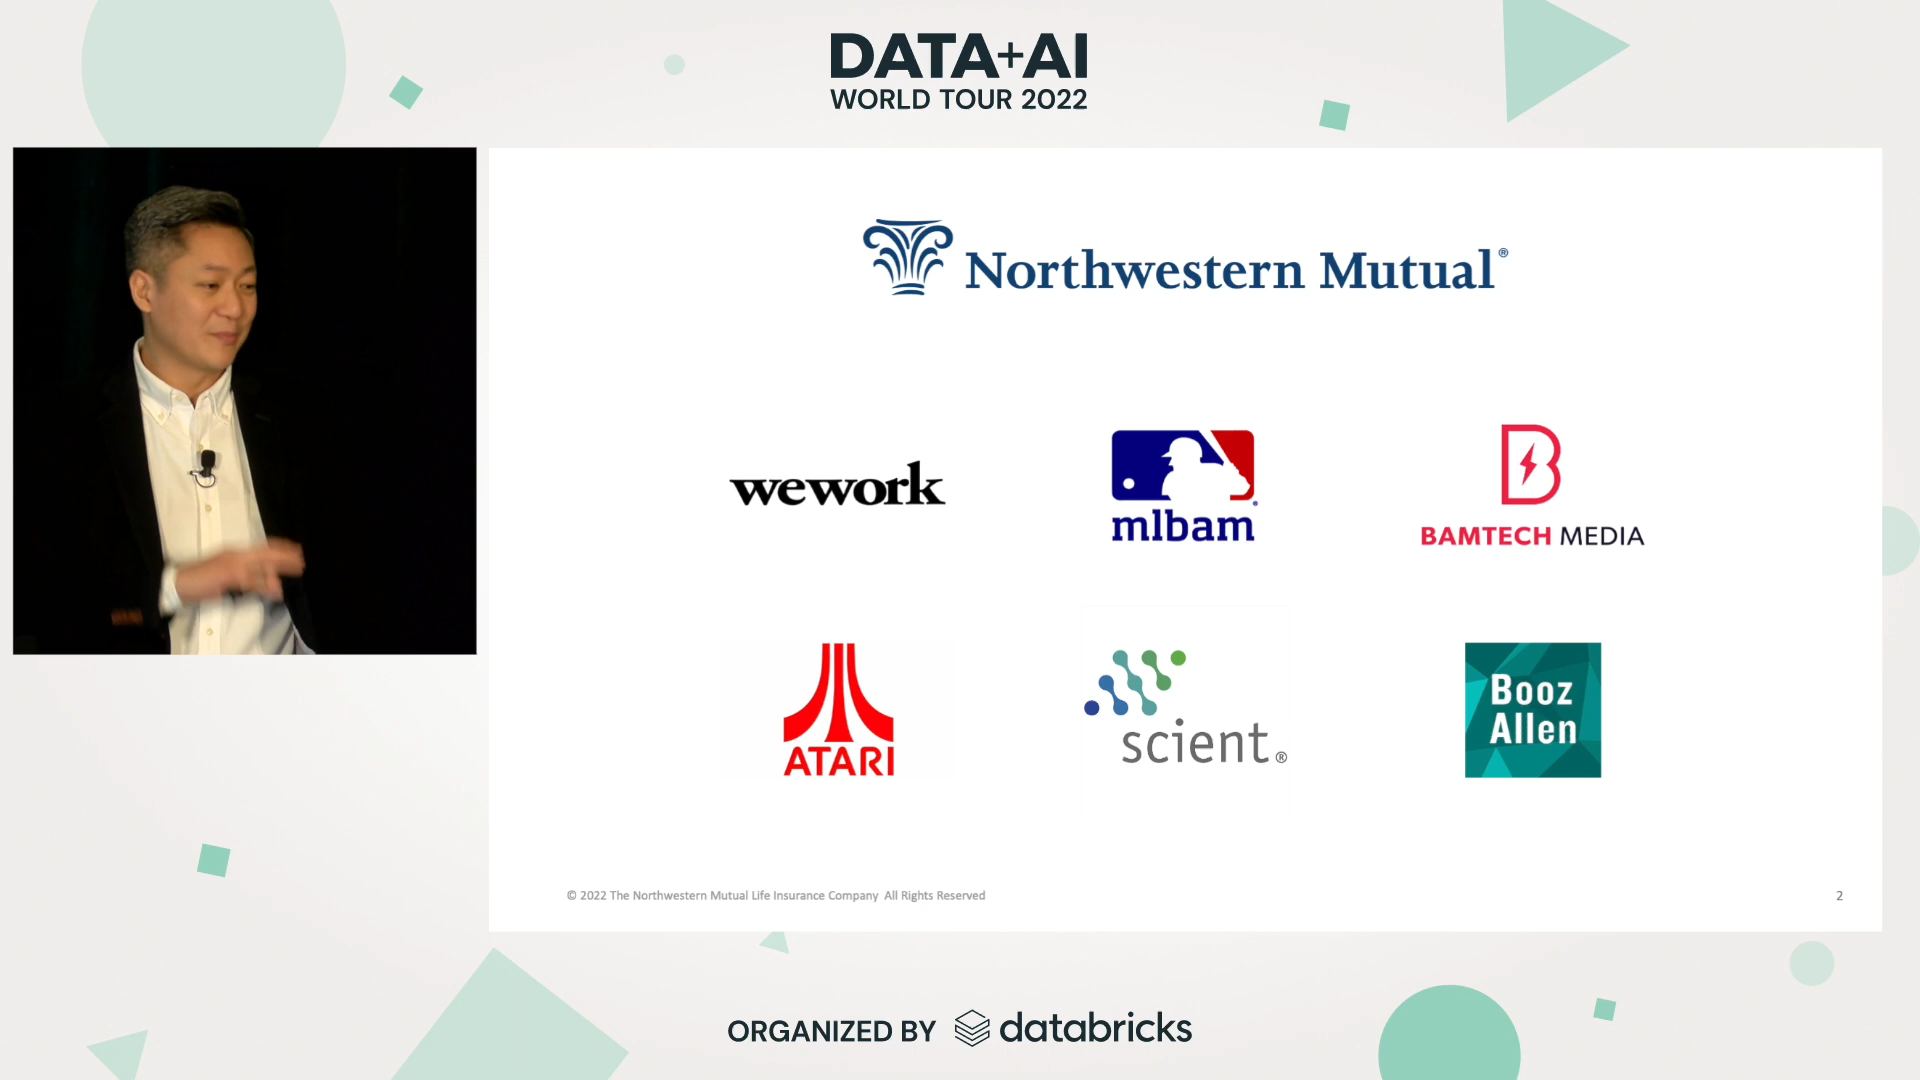 DATA+AI
WORLD TOUR 2022
Northwestern Mutual®
wework
mlbam
BAMTECH MEDIA
ATARI
scient®
Booz
Allen
© 2022 The Northwestern Mutual Life Insurance Company All Rights Reserved
2
ORGANIZED BY databricks